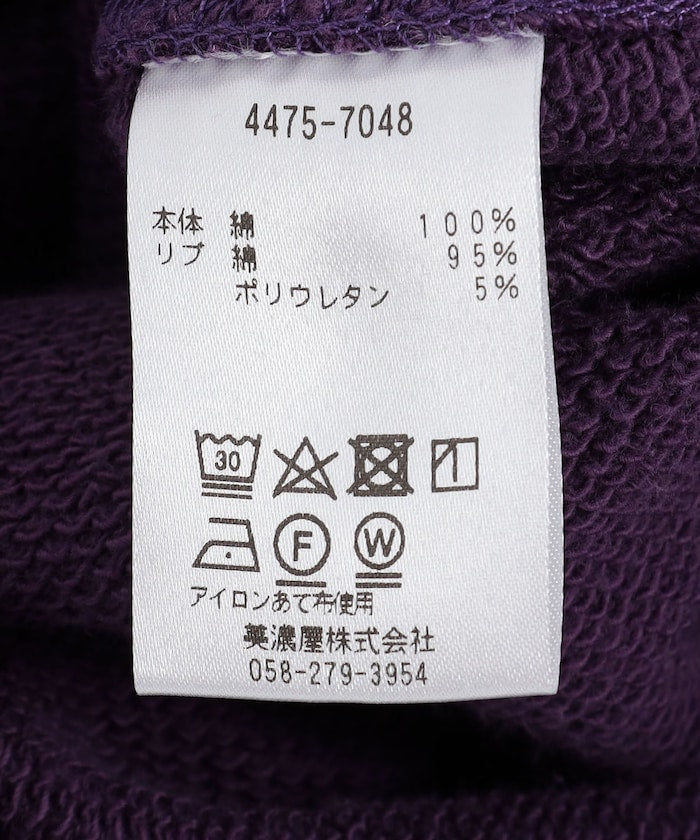 4475-7048
本体 綿 100%
リブ 綿 95%
ポリウレタン 5%
30
F W
アイロンあて布使用
美濃屋株式会社
058-279-3954